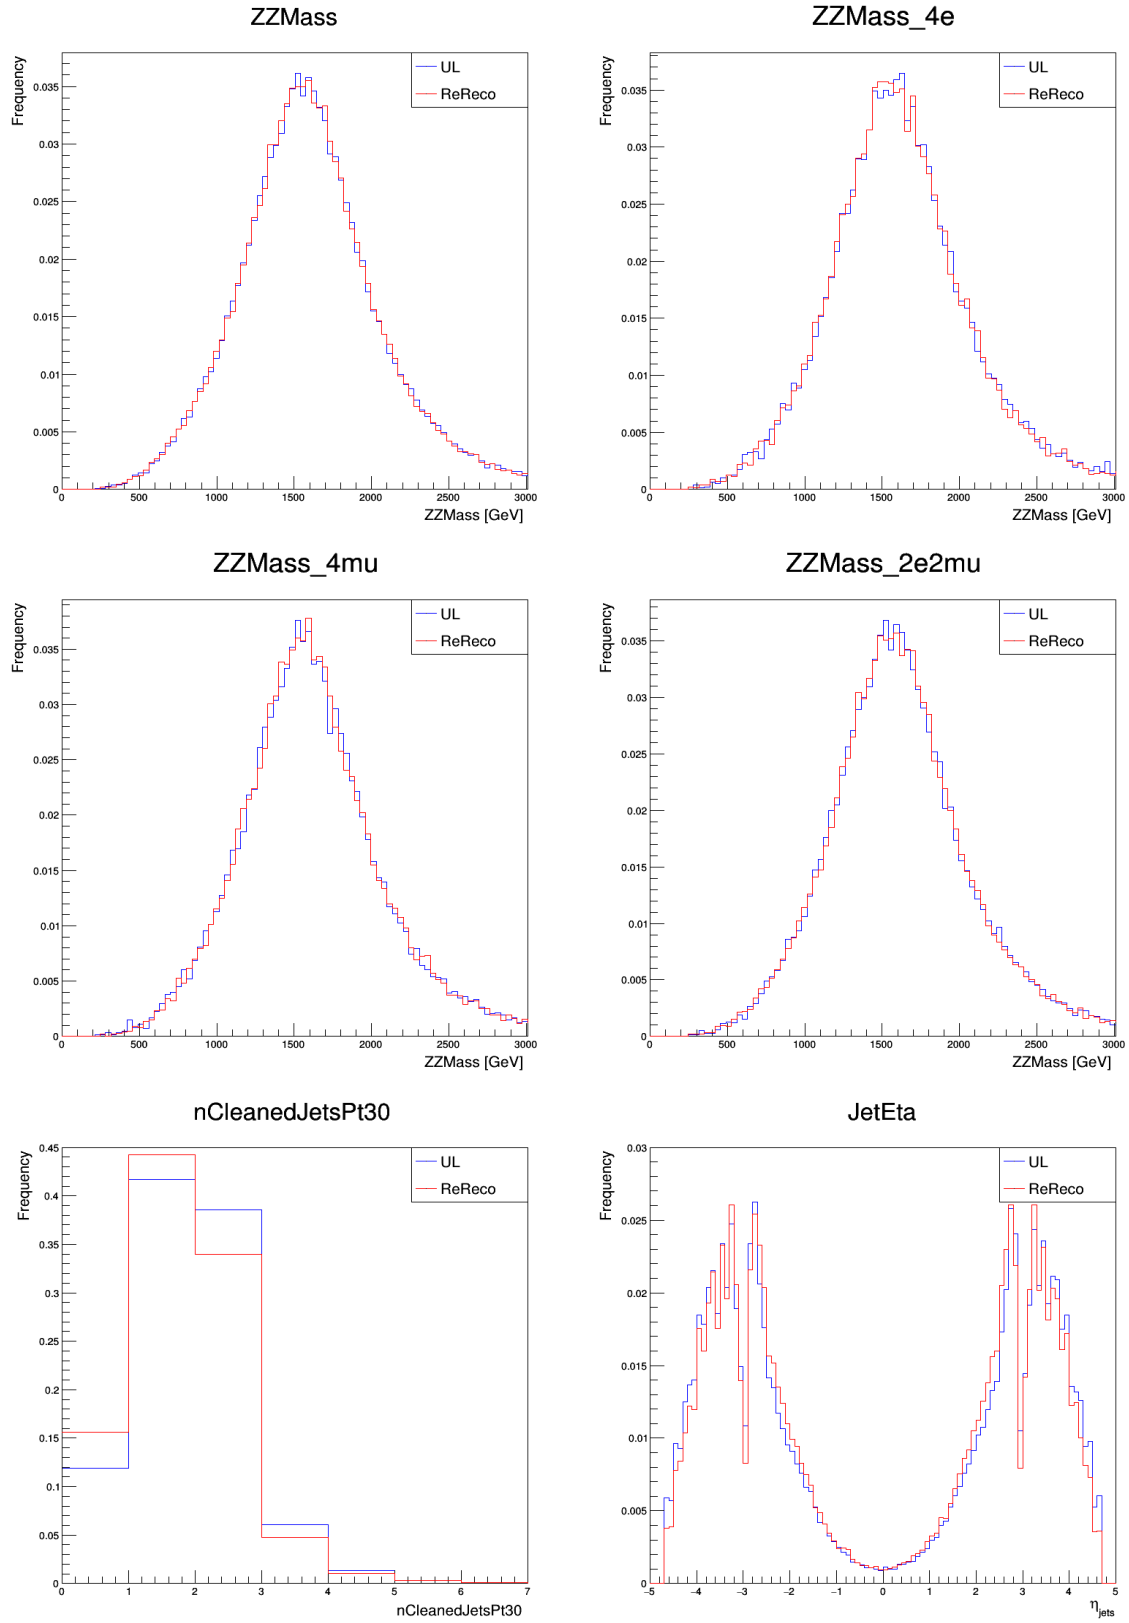 ZZMass
Frequency
UL
ReReco
0.035
0.03
0.025
0.02
0.015
0.01
0.005
0
0 500 1000 1500 2000 2500 3000
ZZMass [GeV]
ZZMass_4e
Frequency
UL
ReReco
0.035
0.03
0.025
0.02
0.015
0.01
0.005
0
0 500 1000 1500 2000 2500 3000
ZZMass [GeV]
ZZMass_4mu
Frequency
UL
ReReco
0.035
0.03
0.025
0.02
0.015
0.01
0.005
0
0 500 1000 1500 2000 2500 3000
ZZMass [GeV]
ZZMass_2e2mu
Frequency
UL
ReReco
0.035
0.03
0.025
0.02
0.015
0.01
0.005
0
0 500 1000 1500 2000 2500 3000
ZZMass [GeV]
nCleanedJetsPt30
Frequency
UL
ReReco
0.45
0.4
0.35
0.3
0.25
0.2
0.15
0.1
0.05
0
0 1 2 3 4 5 6 7
nCleanedJetsPt30
JetEta
Frequency
UL
ReReco
0.03
0.025
0.02
0.015
0.01
0.005
0
−5 −4 −3 −2 −1 0 1 2 3 4 5
ηjets